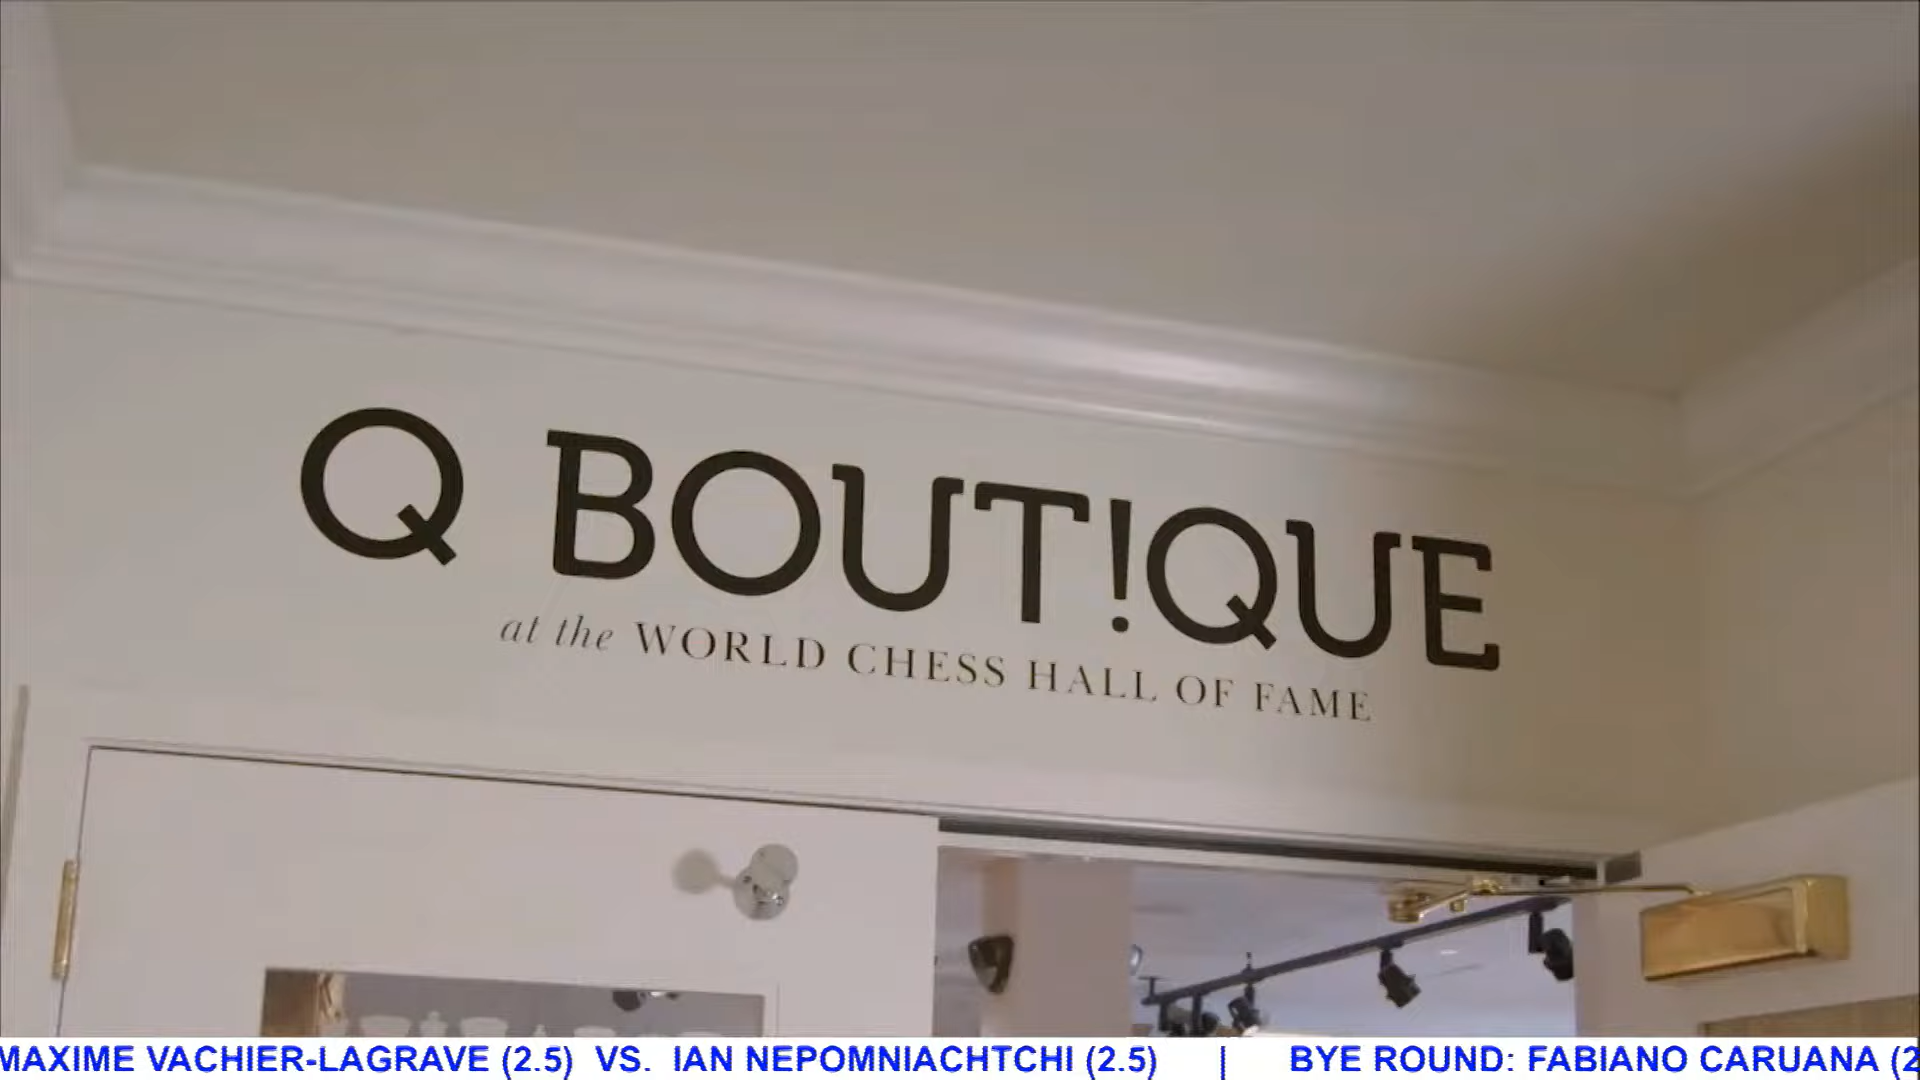 Q BOUT!QUE
at the WORLD CHESS HALL OF FAME
MAXIME VACHIER-LAGRAVE (2.5) VS. IAN NEPOMNIACHTCHI (2.5) | BYE ROUND: FABIANO CARUANA (2